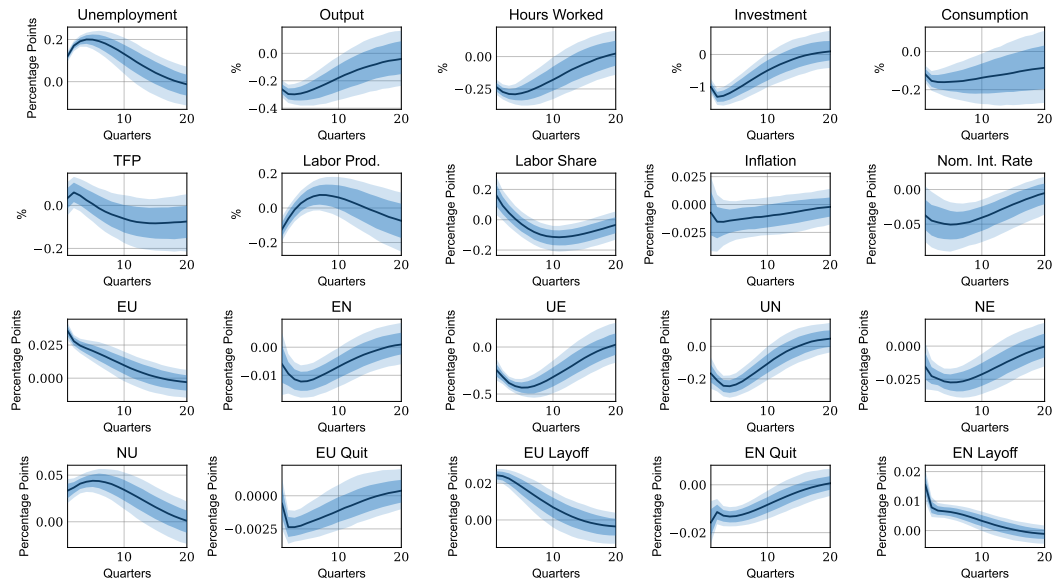 Unemployment
Percentage Points
0.2
0.0
10
20
Quarters
Output
%
0.0
−0.2
−0.4
10
20
Quarters
Hours Worked
%
0.00
−0.25
10
20
Quarters
Investment
%
0
−1
10
20
Quarters
Consumption
%
0.0
−0.2
10
20
Quarters
TFP
%
0.0
−0.2
10
20
Quarters
Labor Prod.
%
0.2
0.0
−0.2
10
20
Quarters
Labor Share
Percentage Points
0.2
0.0
−0.2
10
20
Quarters
Inflation
Percentage Points
0.025
0.000
−0.025
10
20
Quarters
Nom. Int. Rate
Percentage Points
0.00
−0.05
10
20
Quarters
EU
Percentage Points
0.025
0.000
10
20
Quarters
EN
Percentage Points
0.00
−0.01
10
20
Quarters
UE
Percentage Points
0.0
−0.5
10
20
Quarters
UN
Percentage Points
0.0
−0.2
10
20
Quarters
NE
Percentage Points
0.000
−0.025
10
20
Quarters
NU
Percentage Points
0.05
0.00
10
20
Quarters
EU Quit
Percentage Points
0.0000
−0.0025
10
20
Quarters
EU Layoff
Percentage Points
0.02
0.00
10
20
Quarters
EN Quit
Percentage Points
0.00
−0.02
10
20
Quarters
EN Layoff
Percentage Points
0.02
0.01
0.00
10
20
Quarters